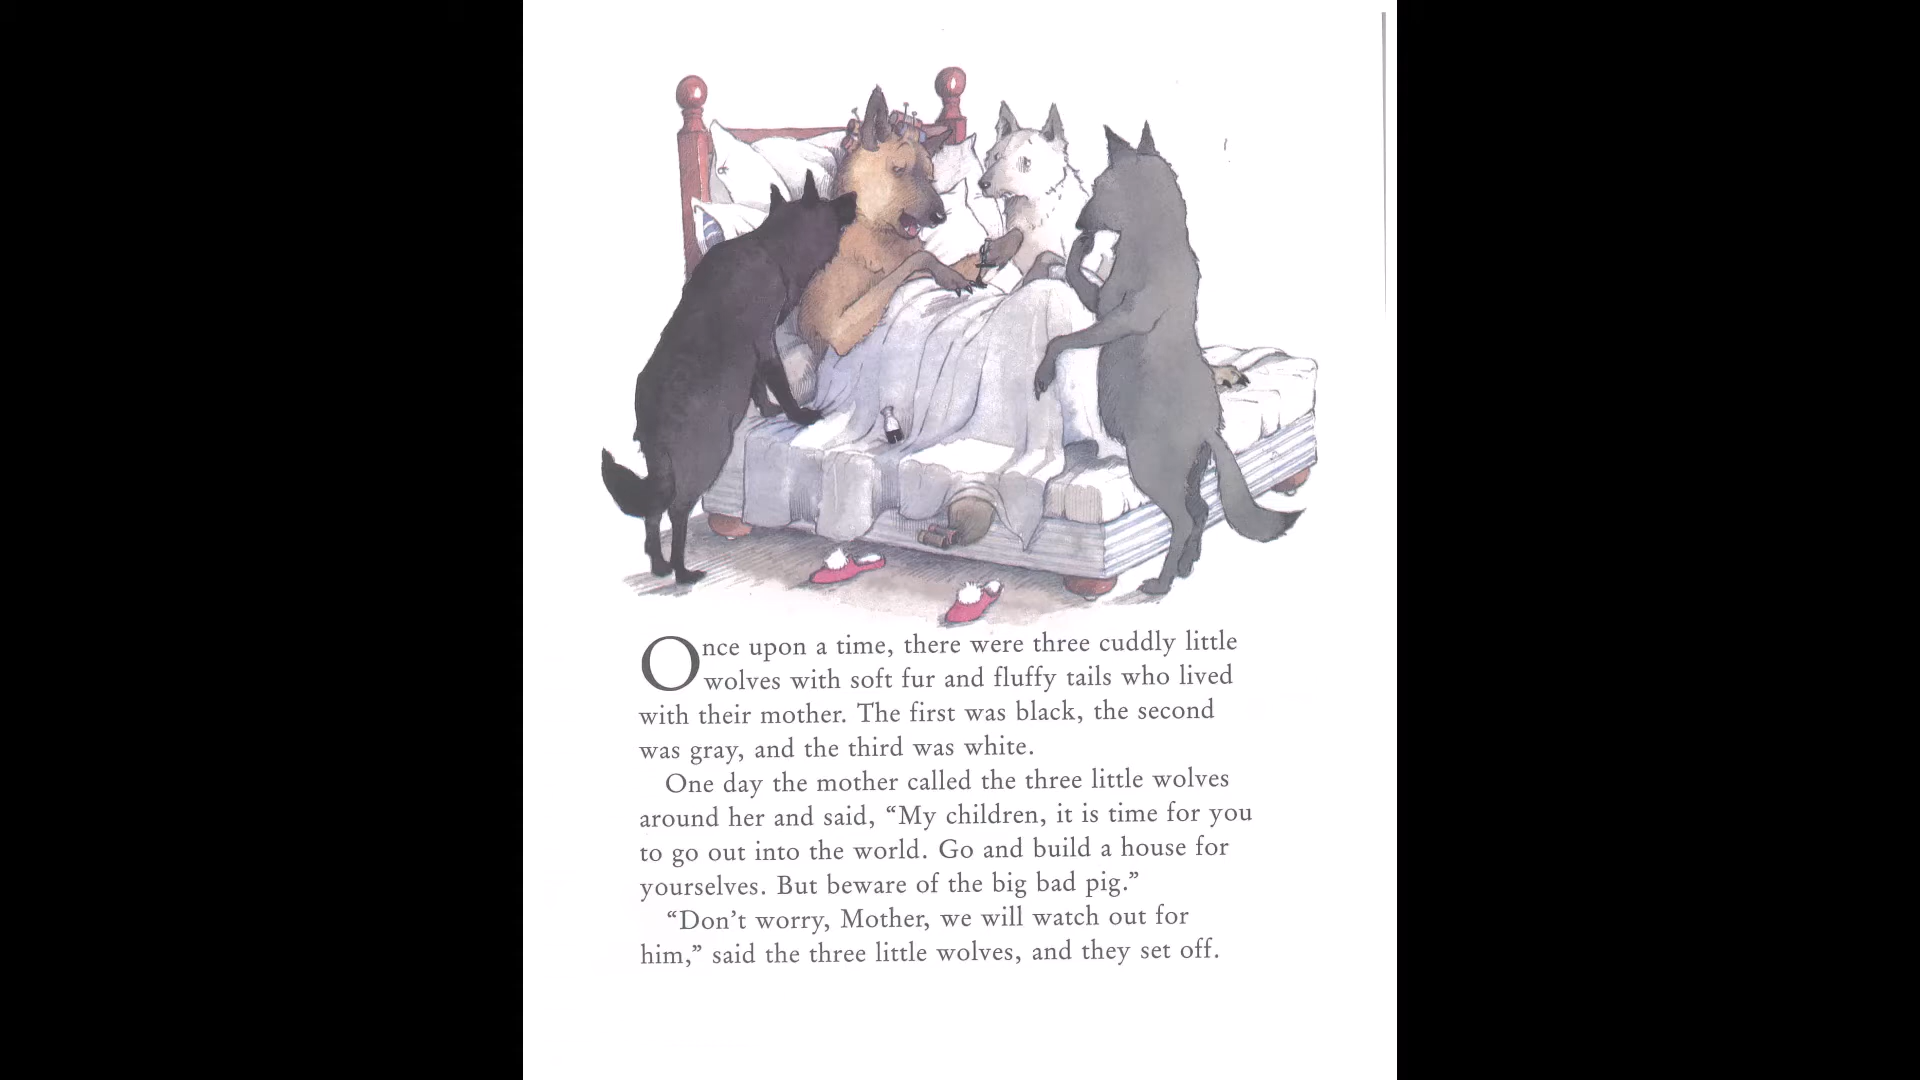 Once upon a time, there were three cuddly little
wolves with soft fur and fluffy tails who lived
with their mother. The first was black, the second
was gray, and the third was white.
One day the mother called the three little wolves
around her and said, “My children, it is time for you
to go out into the world. Go and build a house for
yourselves. But beware of the big bad pig.”
“Don’t worry, Mother, we will watch out for
him,” said the three little wolves, and they set off.